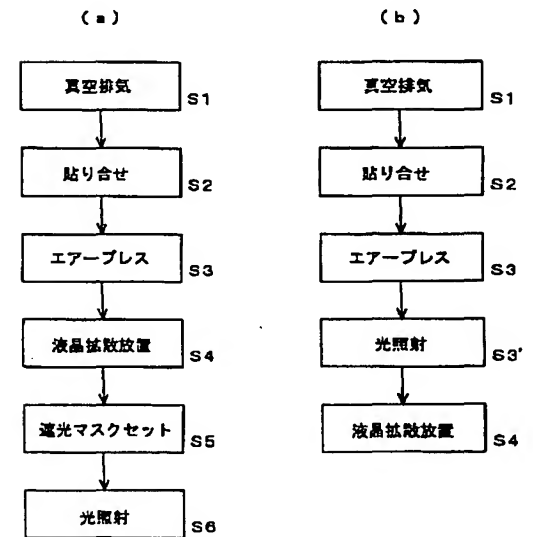 (a)
真空排気 S1
貼り合せ S2
エアープレス S3
液晶拡散放置 S4
遮光マスクセット S5
光照射 S6
(b)
真空排気 S1
貼り合せ S2
エアープレス S3
光照射 S3'
液晶拡散放置 S4